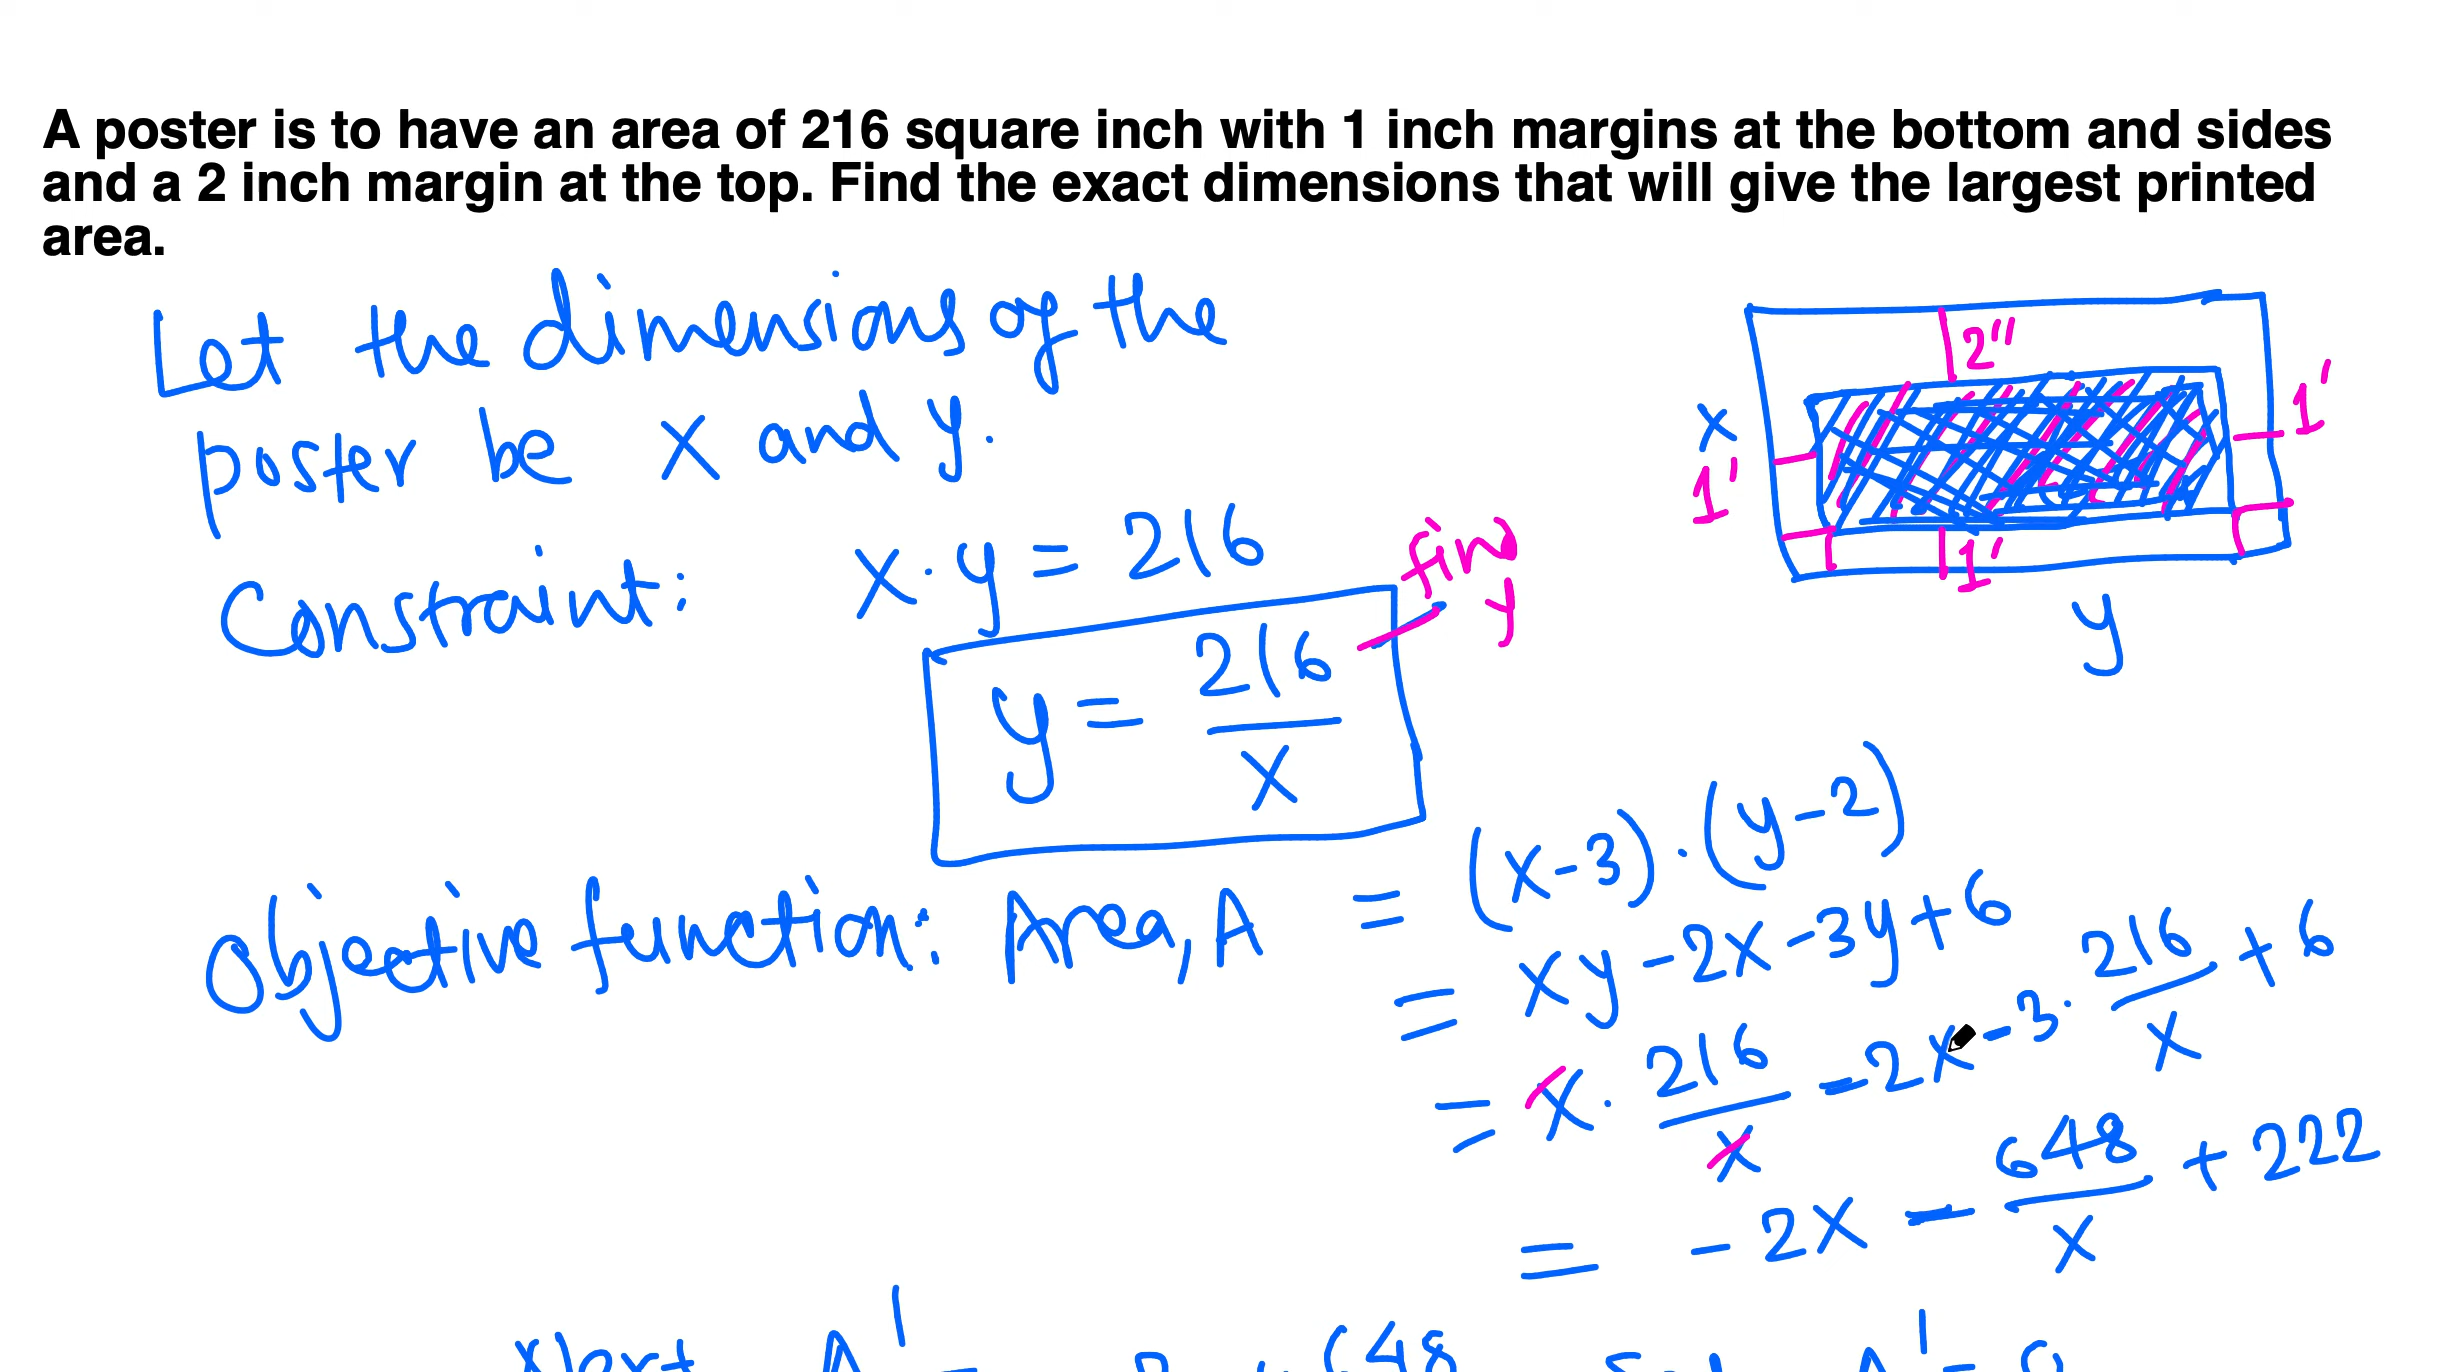 A poster is to have an area of 216 square inch with 1 inch margins at the bottom and sides
and a 2 inch margin at the top. Find the exact dimensions that will give the largest printed
area.
Let the dimensions of the
poster be x and y.
2"
1'
x
1'
1'
y
Constraint: x · y = 216
find
y
y = 216/x
Objective function: Area, A = (x-3) · (y-2)
= xy - 2x - 3y + 6
= x · 216/x - 2x - 3 · 216/x + 6
= - 2x - 648/x + 222